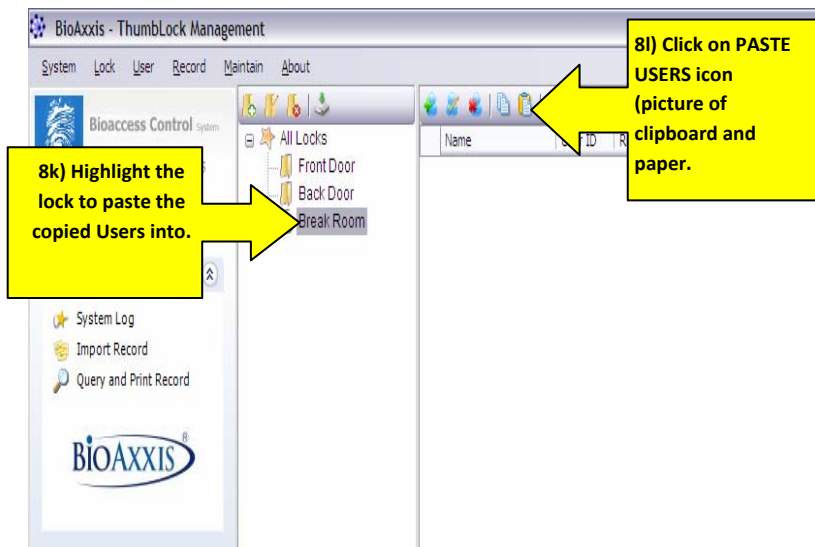 BioAxxis - ThumbLock Management
System Lock User Record Maintain About
Bioaccess Control System
All Locks
Front Door
Back Door
Break Room
Name ID
8k) Highlight the
lock to paste the
copied Users into.
8l) Click on PASTE
USERS icon
(picture of
clipboard and
paper.
System Log
Import Record
Query and Print Record
BIOAXXIS®